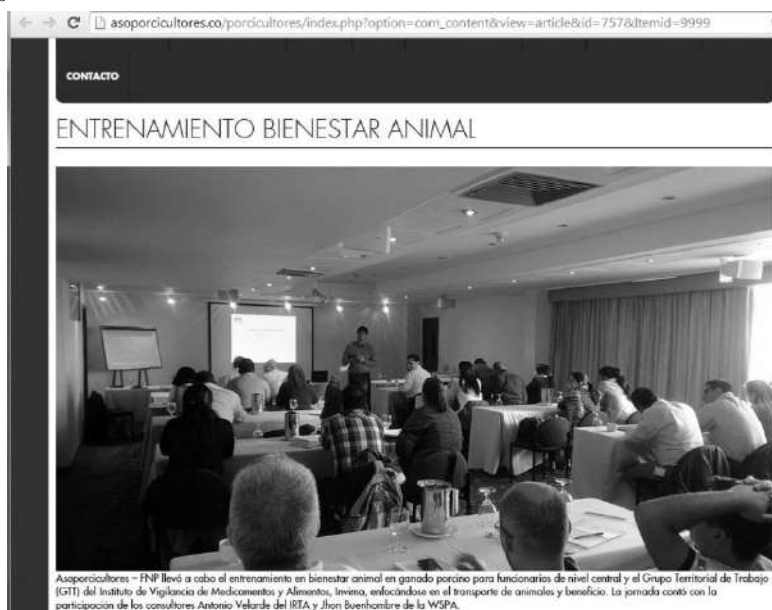 asoporcicultores.co/porcicultores/index.php?option=com_content&view=article&id=757&Itemid=9999
CONTACTO
ENTRENAMIENTO BIENESTAR ANIMAL
Asoporcicultores – FNP llevó a cabo el entrenamiento en bienestar animal en ganado porcino para funcionarios de nivel central y el Grupo Territorial de Trabajo
(GTT) del Instituto de Vigilancia de Medicamentos y Alimentos, Invima, enfocándose en el transporte de animales y beneficio. La jornada contó con la
participación de los consultores Antonio Velarde del IRTA y Jhon Buenhombre de la WSPA.